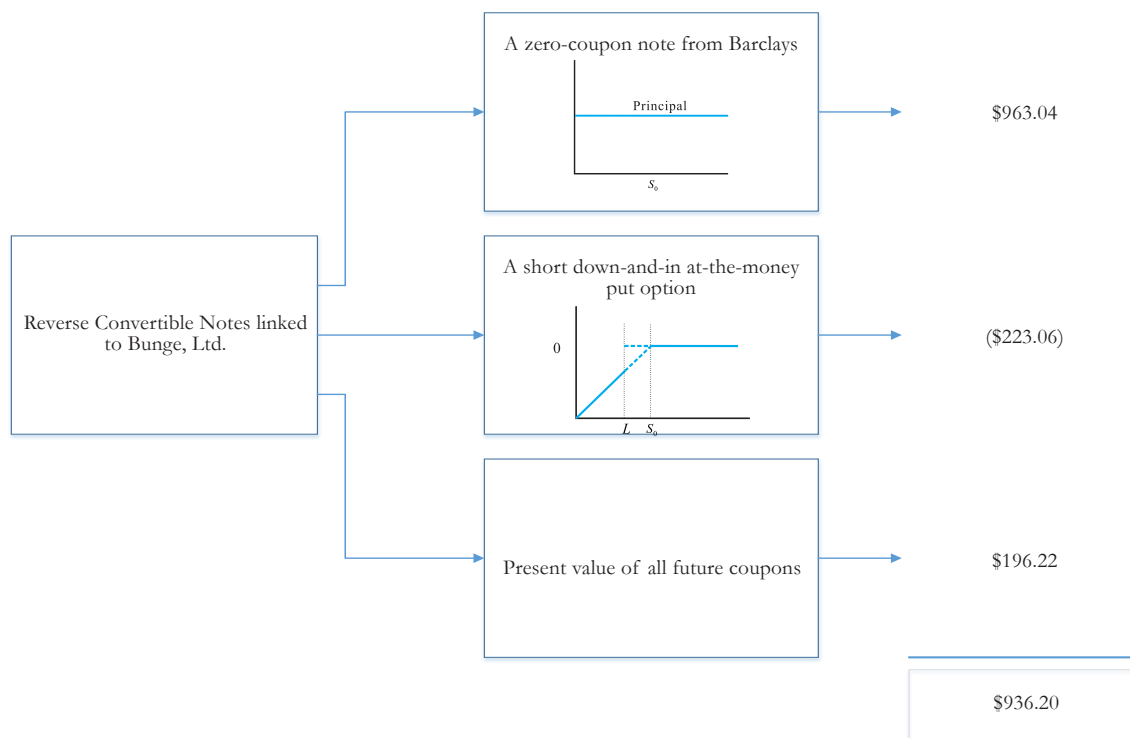 A zero-coupon note from Barclays
Principal
S₀
$963.04
Reverse Convertible Notes linked
to Bunge, Ltd.
A short down-and-in at-the-money
put option
0
L S₀
($223.06)
Present value of all future coupons
$196.22
$936.20